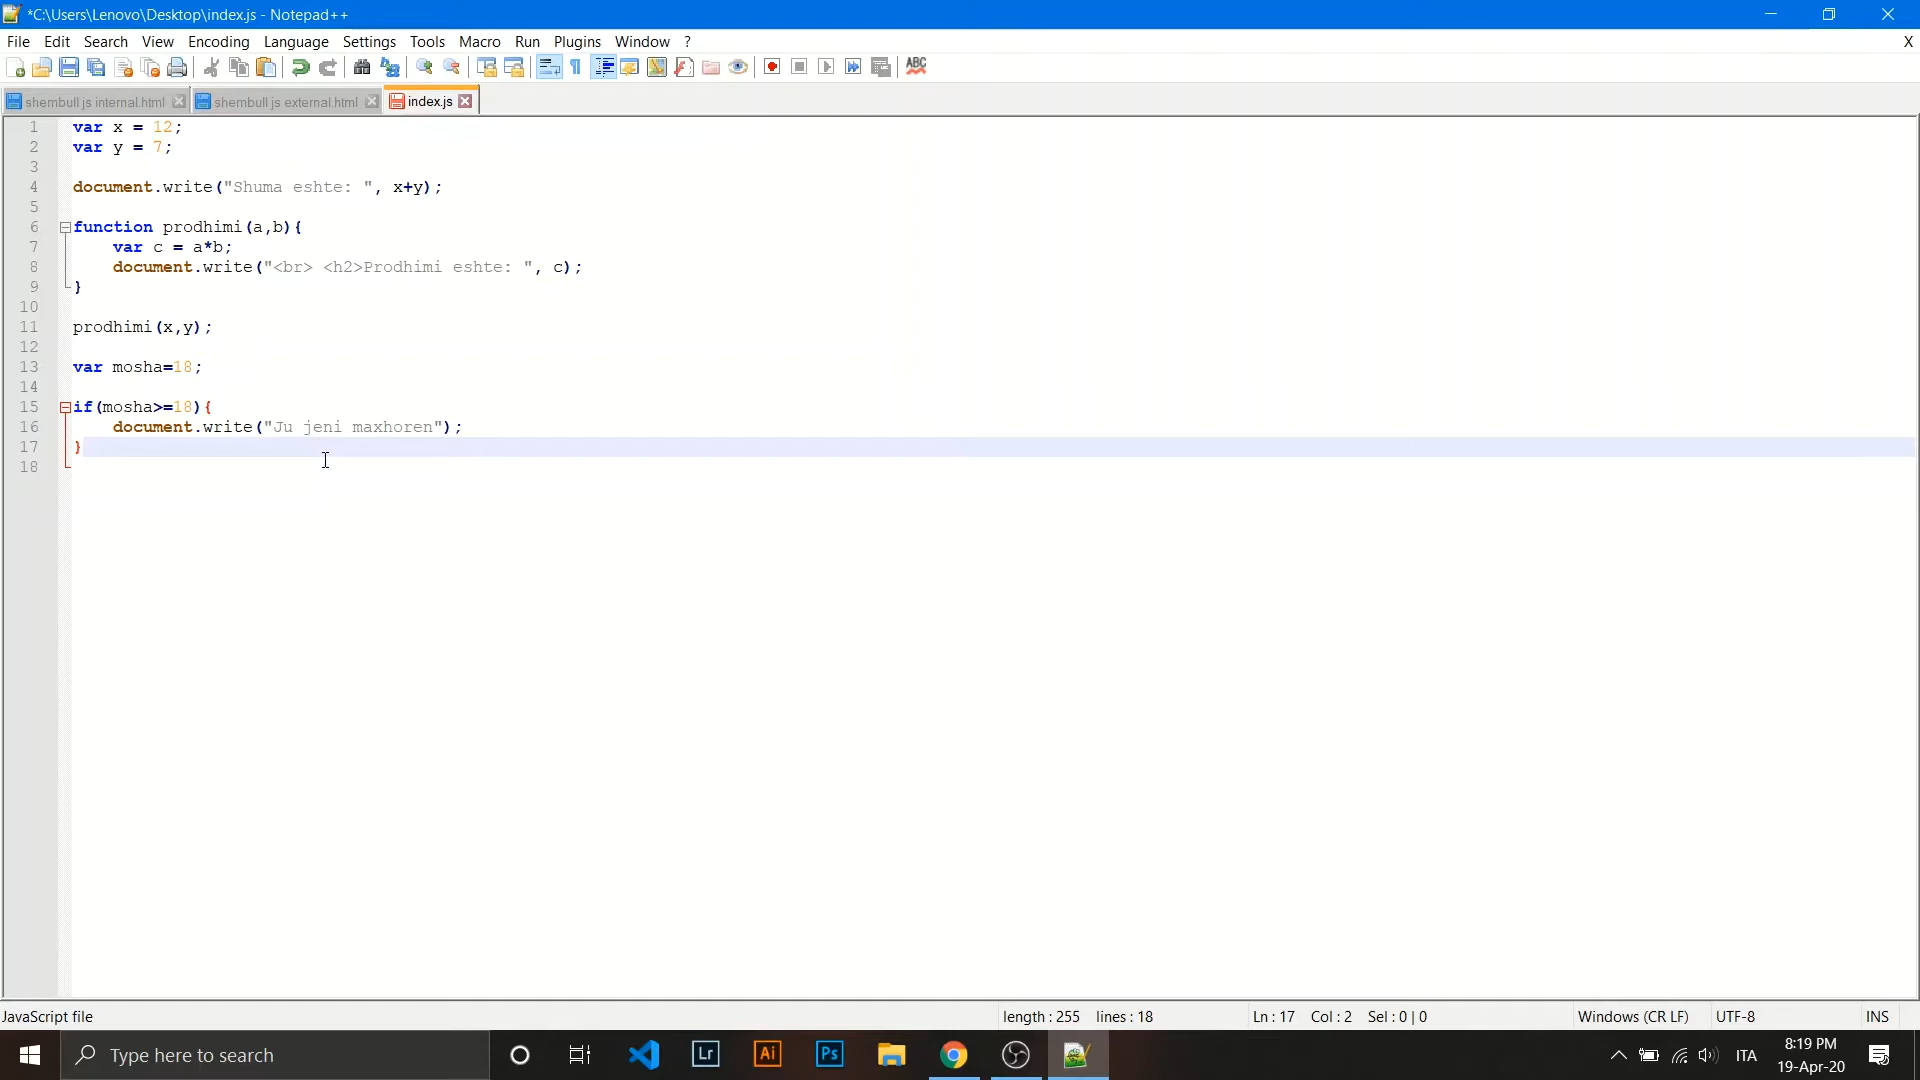 *C:\Users\Lenovo\Desktop\index.js - Notepad++
File Edit Search View Encoding Language Settings Tools Macro Run Plugins Window ? X
ABC
shembull js internal.html shembull js external.html index.js
1 var x = 12;
2 var y = 7;
3
4 document.write("Shuma eshte: ", x+y);
5
6 function prodhimi(a,b){
7 var c = a*b;
8 document.write("<br> <h2>Prodhimi eshte: ", c);
9 }
10
11 prodhimi(x,y);
12
13 var mosha=18;
14
15 if(mosha>=18){
16 document.write("Ju jeni maxhoren");
17 }
18
JavaScript file length : 255 lines : 18 Ln : 17 Col : 2 Sel : 0 | 0 Windows (CR LF) UTF-8 INS
Type here to search Lr Ai Ps ITA 8:19 PM
19-Apr-20